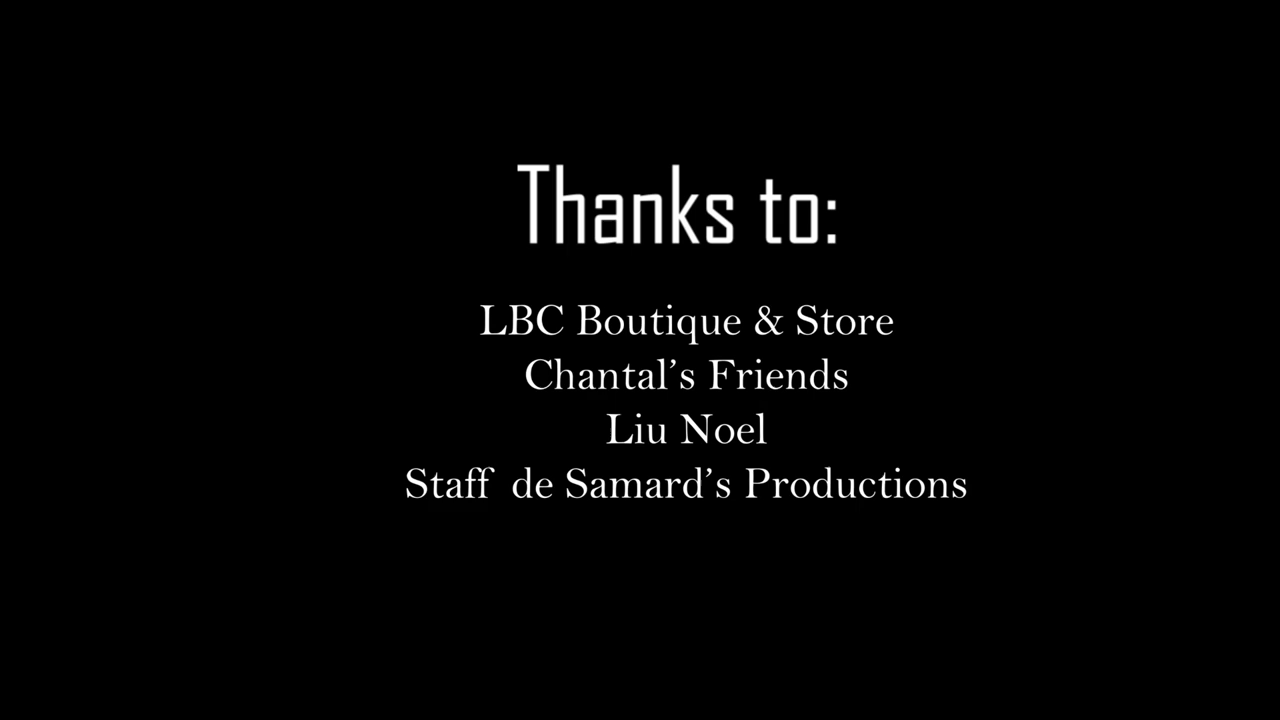 Thanks to:
LBC Boutique & Store
Chantal’s Friends
Liu Noel
Staff de Samard’s Productions